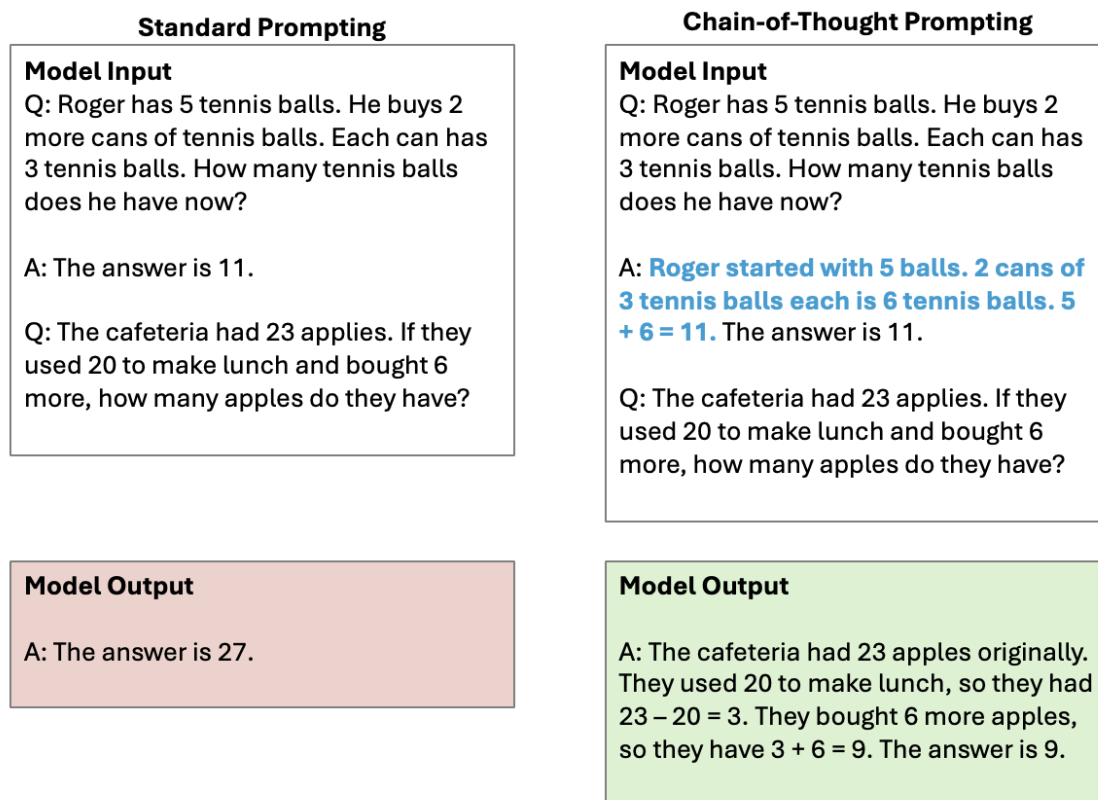 Standard Prompting
Model Input
Q: Roger has 5 tennis balls. He buys 2
more cans of tennis balls. Each can has
3 tennis balls. How many tennis balls
does he have now?
A: The answer is 11.
Q: The cafeteria had 23 applies. If they
used 20 to make lunch and bought 6
more, how many apples do they have?
Model Output
A: The answer is 27.
Chain-of-Thought Prompting
Model Input
Q: Roger has 5 tennis balls. He buys 2
more cans of tennis balls. Each can has
3 tennis balls. How many tennis balls
does he have now?
A: Roger started with 5 balls. 2 cans of
3 tennis balls each is 6 tennis balls. 5
+ 6 = 11. The answer is 11.
Q: The cafeteria had 23 applies. If they
used 20 to make lunch and bought 6
more, how many apples do they have?
Model Output
A: The cafeteria had 23 apples originally.
They used 20 to make lunch, so they had
23 – 20 = 3. They bought 6 more apples,
so they have 3 + 6 = 9. The answer is 9.